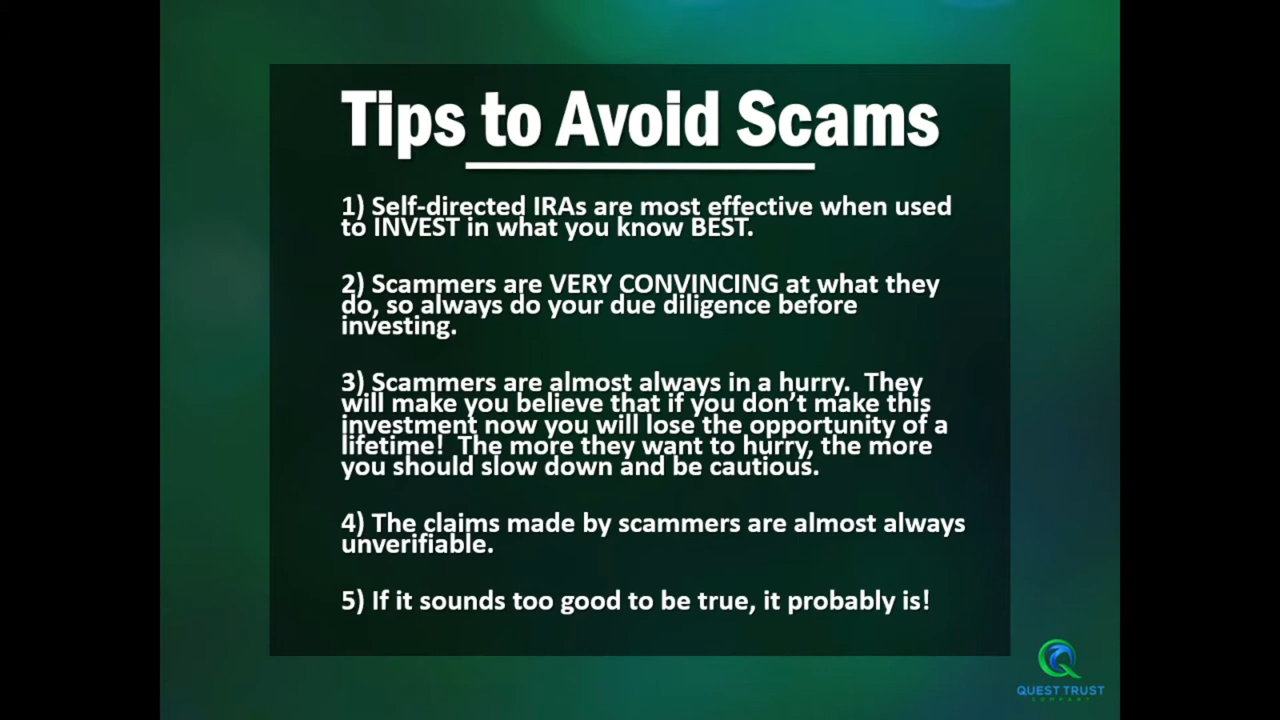 Tips to Avoid Scams
1) Self-directed IRAs are most effective when used
to INVEST in what you know BEST.
2) Scammers are VERY CONVINCING at what they
do, so always do your due diligence before
investing.
3) Scammers are almost always in a hurry.  They
will make you believe that if you don’t make this
investment now you will lose the opportunity of a
lifetime!  The more they want to hurry, the more
you should slow down and be cautious.
4) The claims made by scammers are almost always
unverifiable.
5) If it sounds too good to be true, it probably is!
QUEST TRUST
COMPANY